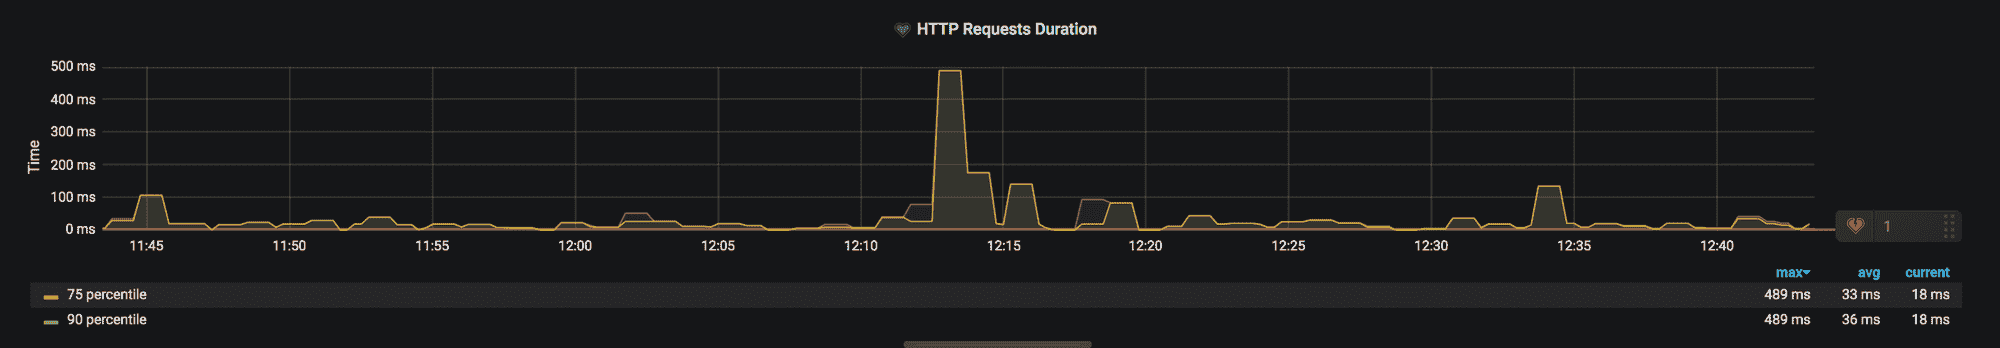 HTTP Requests Duration
500 ms
400 ms
300 ms
200 ms
100 ms
0 ms
Time
11:45 11:50 11:55 12:00 12:05 12:10 12:15 12:20 12:25 12:30 12:35 12:40
1
max avg current
75 percentile 489 ms 33 ms 18 ms
90 percentile 489 ms 36 ms 18 ms